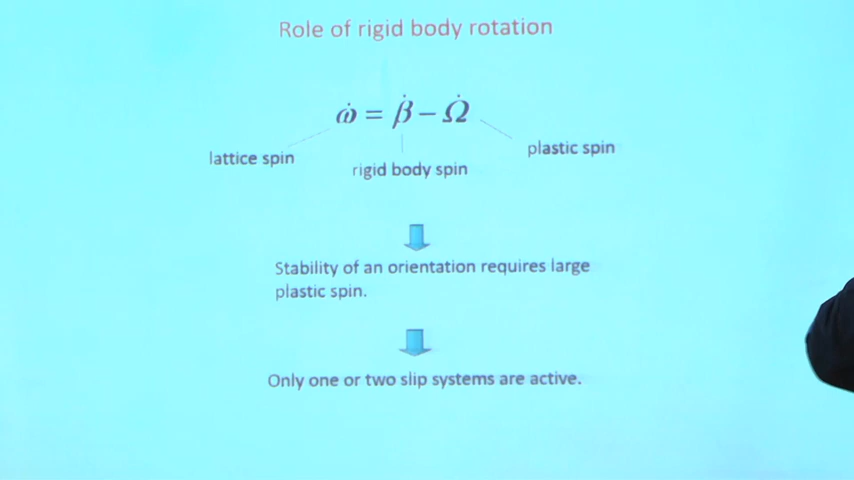 Role of rigid body rotation
ω̇ = β̇ − Ω̇
lattice spin
rigid body spin
plastic spin
Stability of an orientation requires large
plastic spin.
Only one or two slip systems are active.